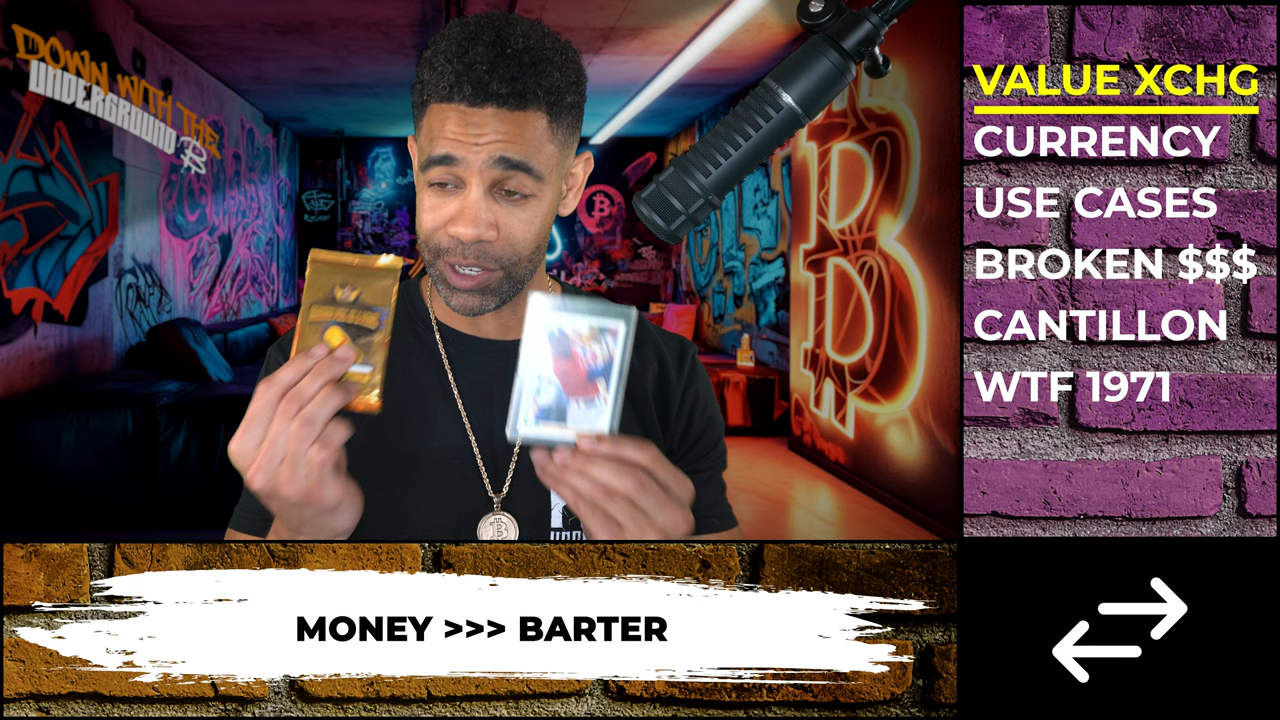 DOWN WITH THE
UNDERGROUND
VALUE XCHG
CURRENCY
USE CASES
BROKEN $$$
CANTILLON
WTF 1971
MONEY >>> BARTER